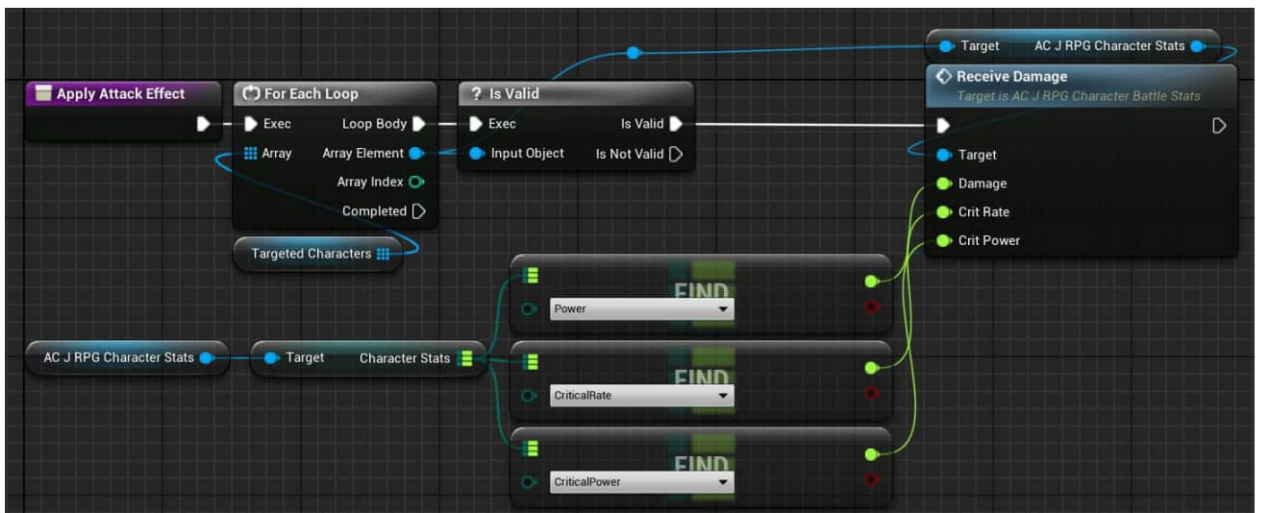 Target AC J RPG Character Stats
Apply Attack Effect
For Each Loop
? Is Valid
Receive Damage
Target is AC J RPG Character Battle Stats
Exec Loop Body
Exec Is Valid
Array Array Element
Input Object Is Not Valid
Target
Array Index
Damage
Completed
Crit Rate
Crit Power
Targeted Characters
FIND
Power
AC J RPG Character Stats
Target Character Stats
FIND
CriticalRate
FIND
CriticalPower